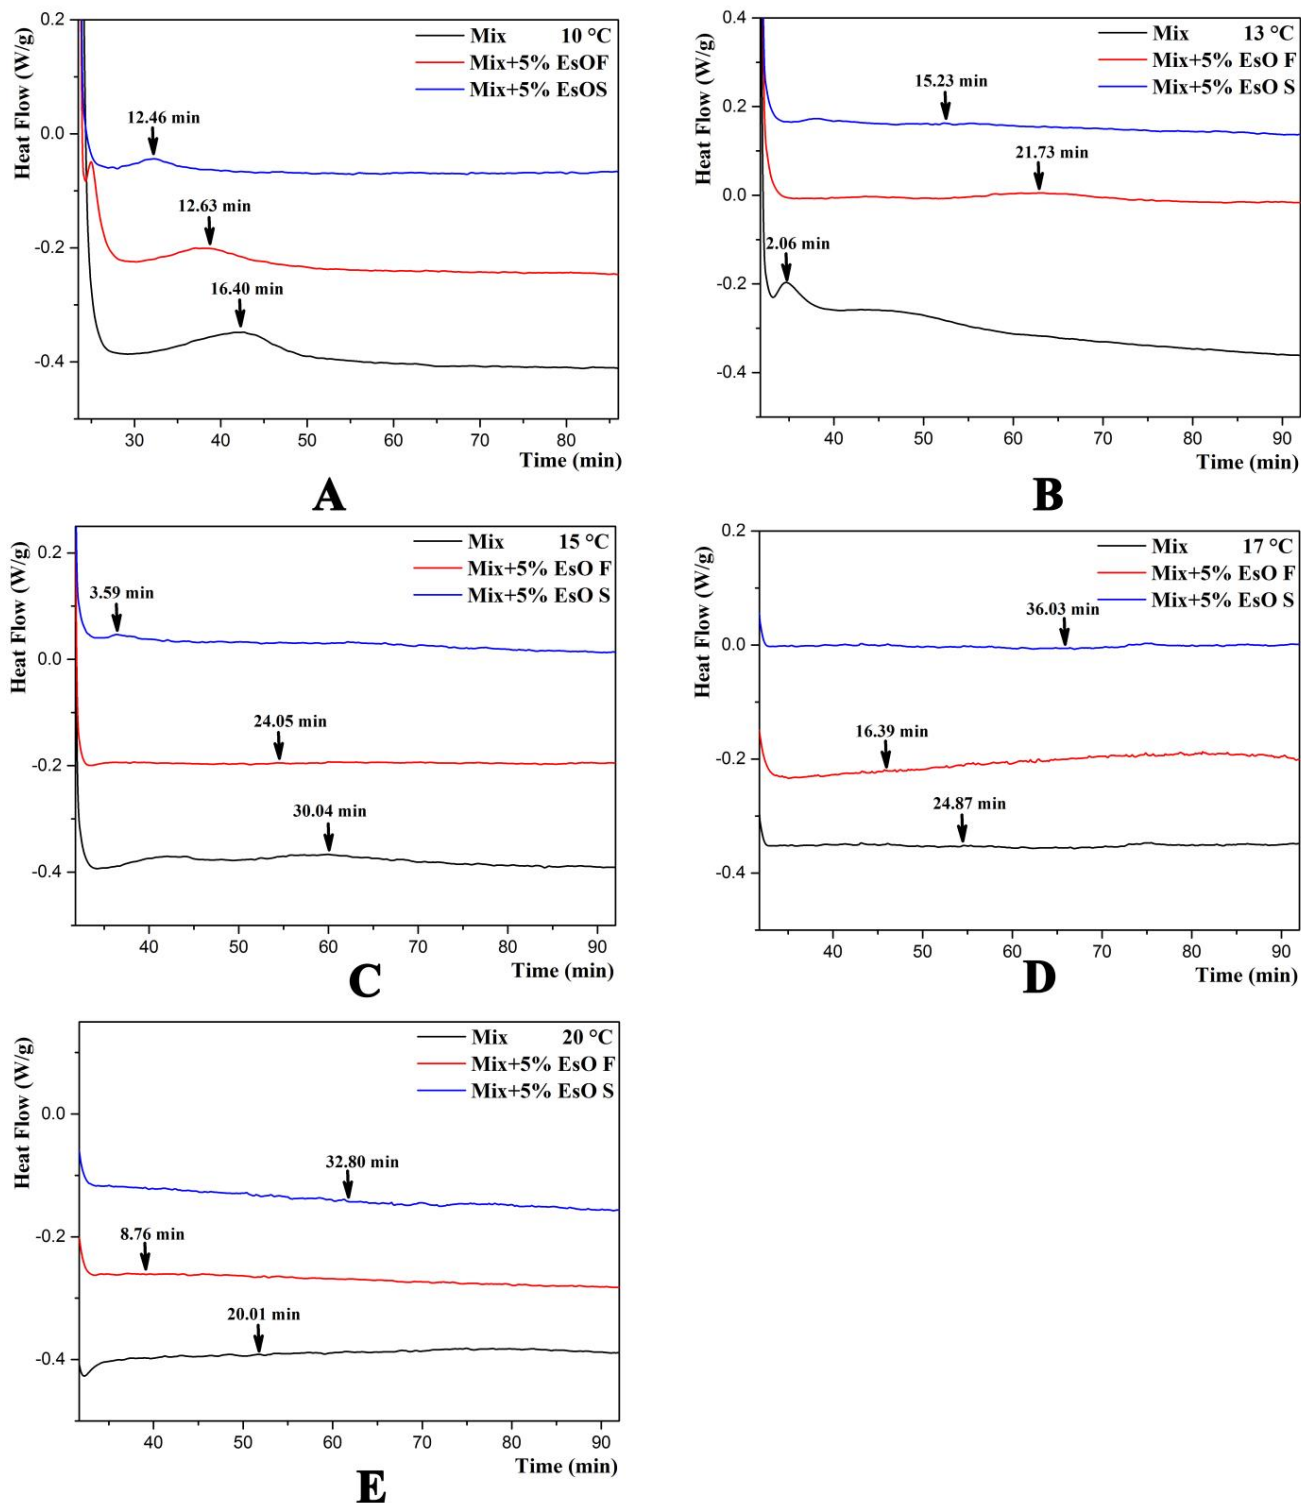 Heat Flow (W/g)
0.2
0.0
-0.2
-0.4
Mix 10 °C
Mix+5% EsOF
Mix+5% EsOS
12.46 min
12.63 min
16.40 min
30 40 50 60 70 80
Time (min)
A
Heat Flow (W/g)
0.4
0.2
0.0
-0.2
-0.4
Mix 13 °C
Mix+5% EsO F
Mix+5% EsO S
15.23 min
21.73 min
2.06 min
40 50 60 70 80 90
Time (min)
B
Heat Flow (W/g)
0.2
0.0
-0.2
-0.4
Mix 15 °C
Mix+5% EsO F
Mix+5% EsO S
3.59 min
24.05 min
30.04 min
40 50 60 70 80 90
Time (min)
C
Heat Flow (W/g)
0.2
0.0
-0.2
-0.4
Mix 17 °C
Mix+5% EsO F
Mix+5% EsO S
36.03 min
16.39 min
24.87 min
40 50 60 70 80 90
Time (min)
D
Heat Flow (W/g)
0.0
-0.2
-0.4
Mix 20 °C
Mix+5% EsO F
Mix+5% EsO S
32.80 min
8.76 min
20.01 min
40 50 60 70 80 90
Time (min)
E